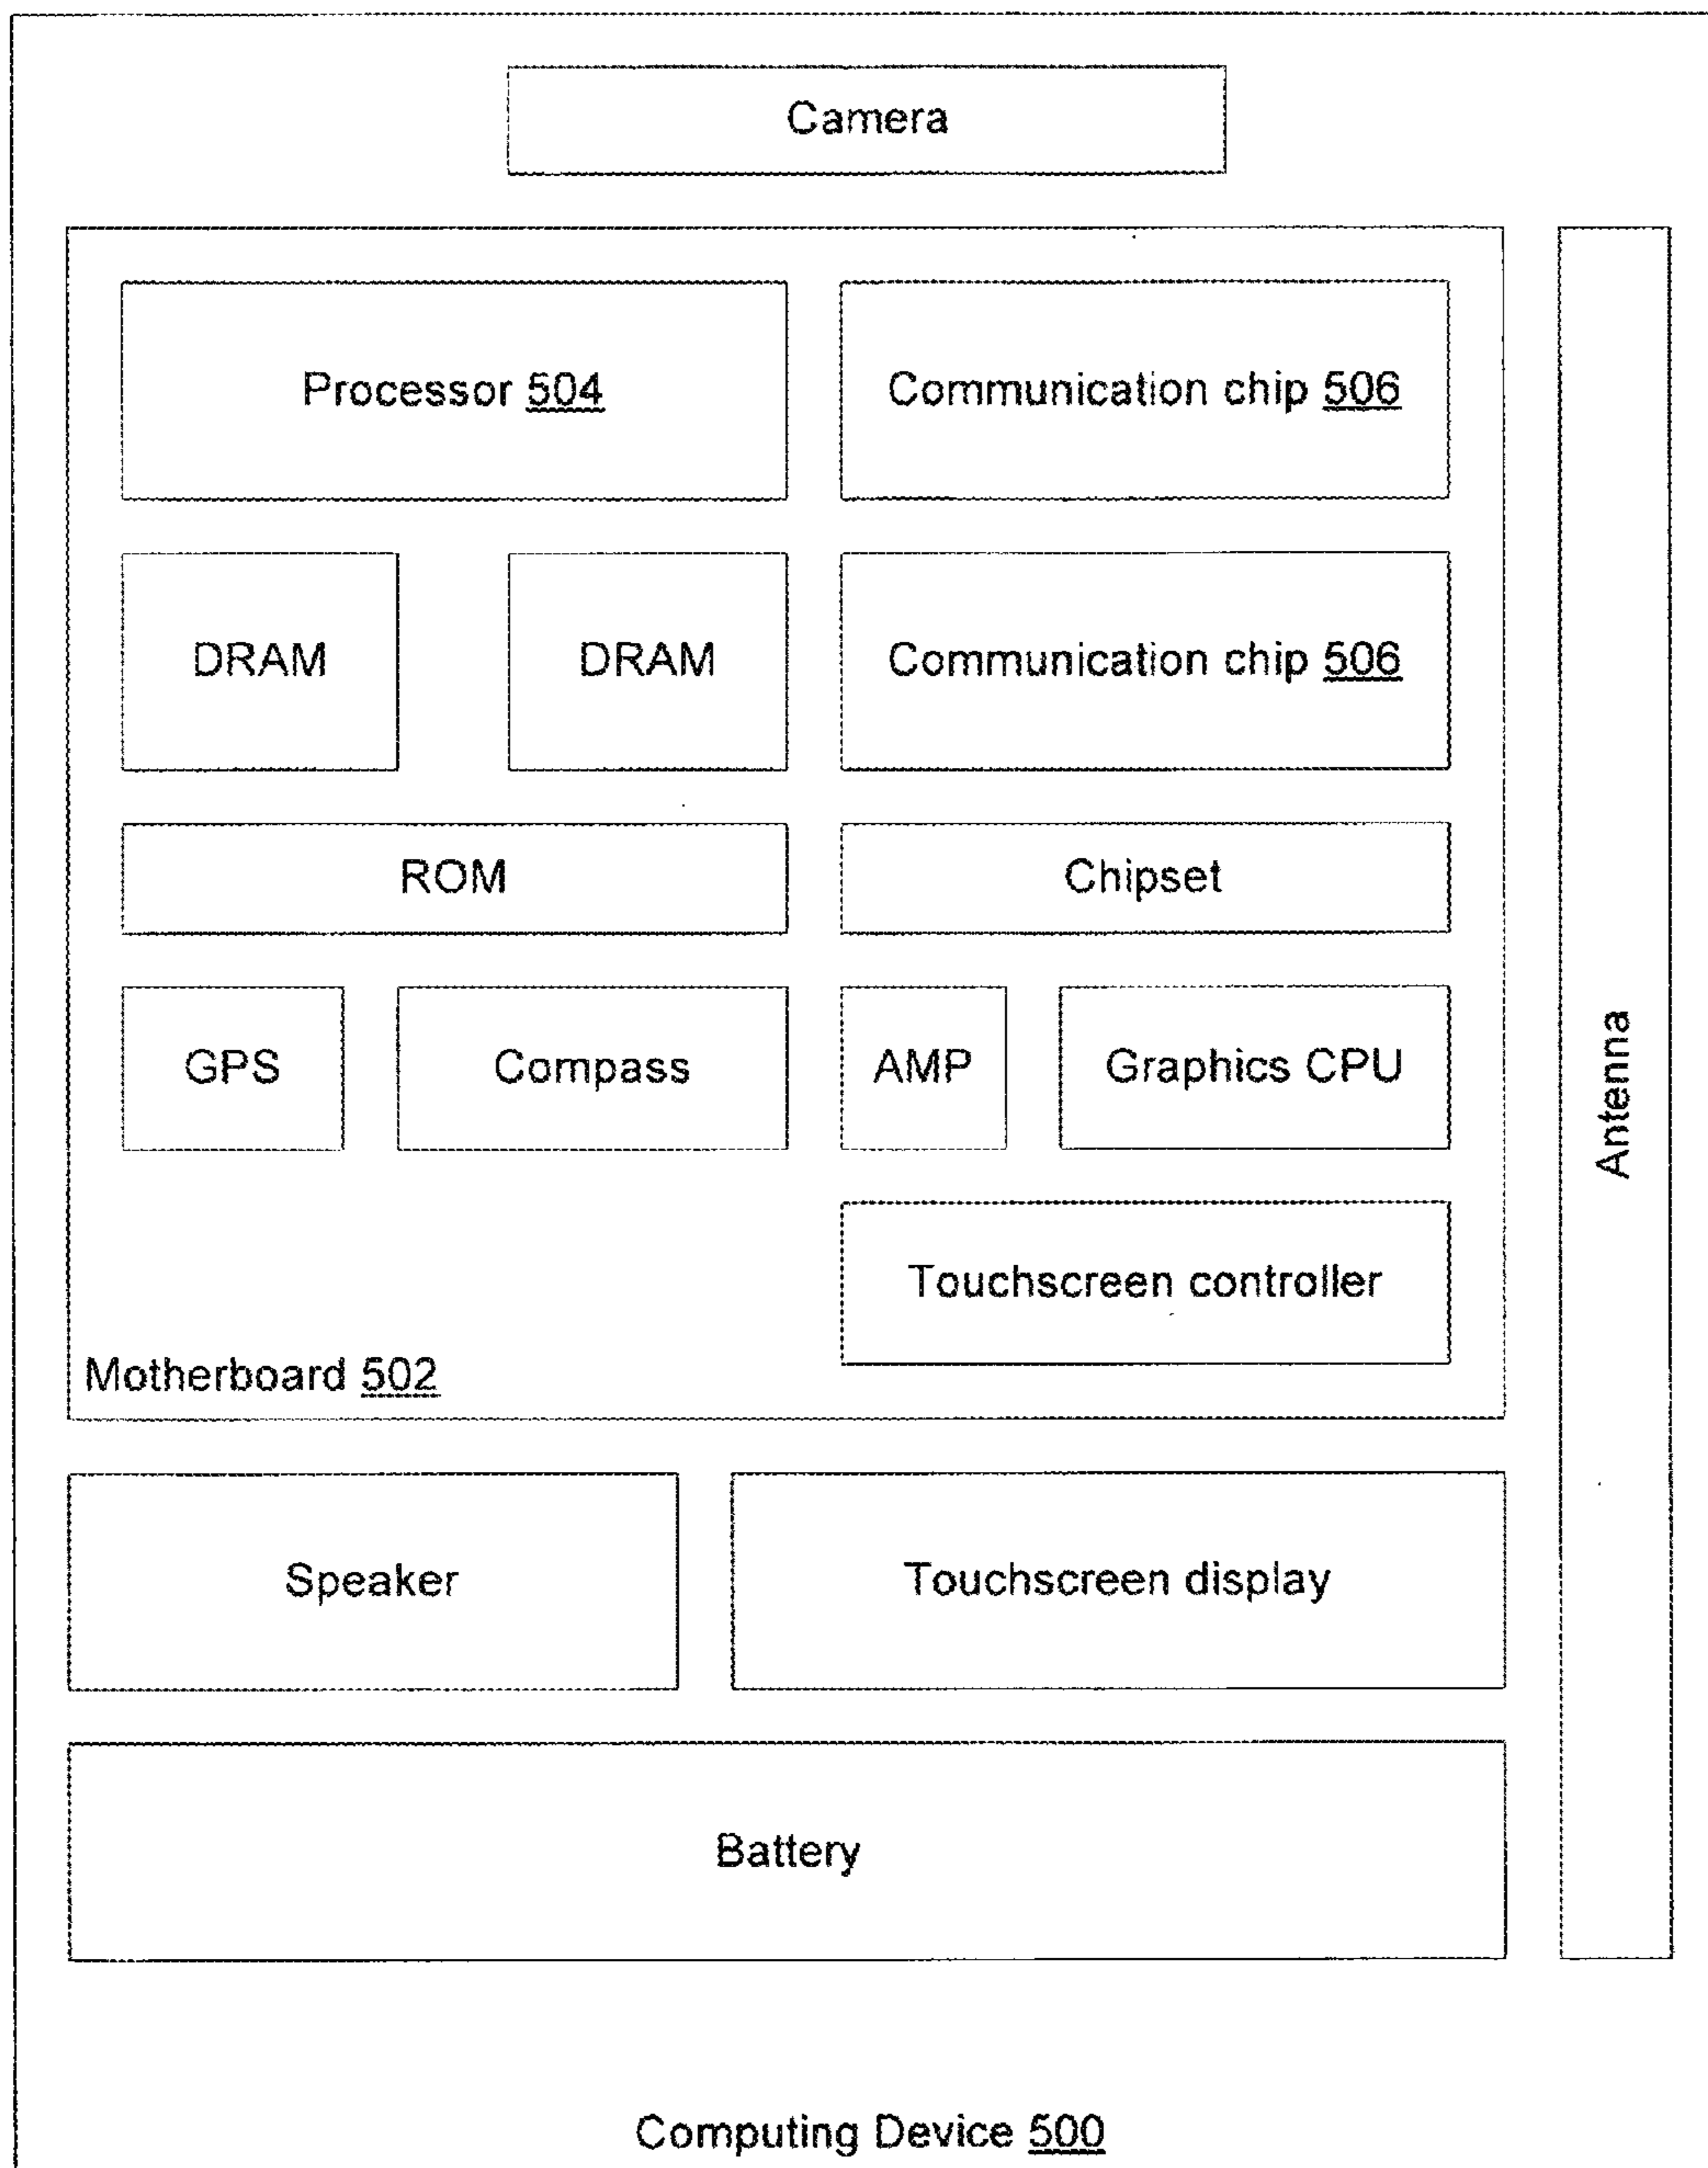 Camera
Processor 504
Communication chip 506
DRAM
DRAM
Communication chip 506
ROM
Chipset
GPS
Compass
AMP
Graphics CPU
Antenna
Touchscreen controller
Motherboard 502
Speaker
Touchscreen display
Battery
Computing Device 500